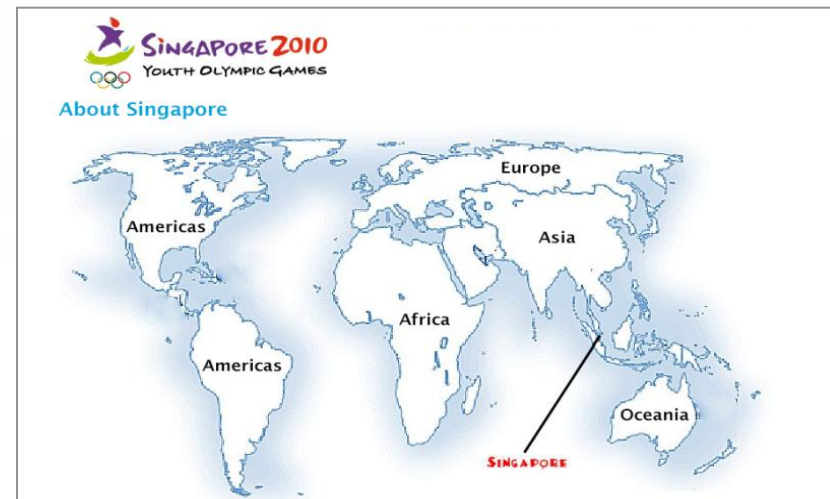 SINGAPORE 2010
YOUTH OLYMPIC GAMES
About Singapore
Europe
Americas
Asia
Africa
Americas
Oceania
SINGAPORE